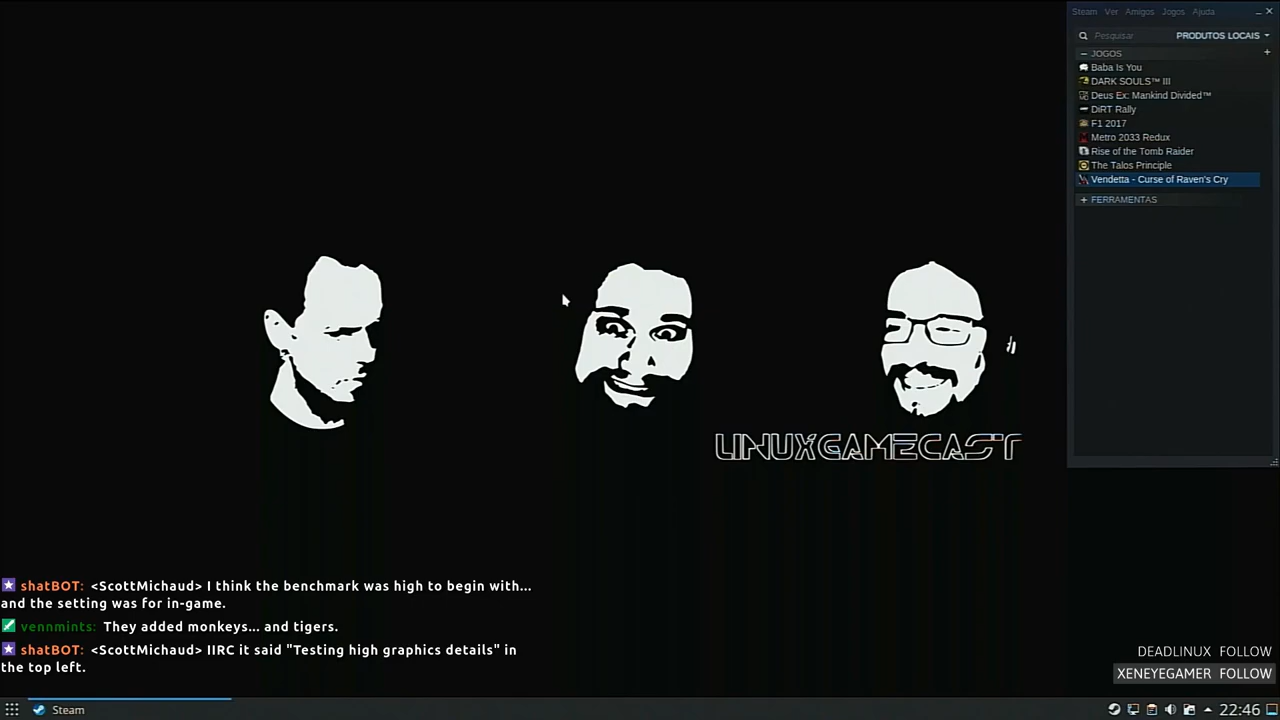 Steam Ver Amigos Jogos Ajuda
Pesquisar PRODUTOS LOCAIS
JOGOS
Baba Is You
DARK SOULS™ III
Deus Ex: Mankind Divided™
DiRT Rally
F1 2017
Metro 2033 Redux
Rise of the Tomb Raider
The Talos Principle
Vendetta - Curse of Raven's Cry
FERRAMENTAS
LINUXGAMECAST
shatBOT: <ScottMichaud> I think the benchmark was high to begin with...
and the setting was for in-game.
vennmints: They added monkeys... and tigers.
shatBOT: <ScottMichaud> IIRC it said "Testing high graphics details" in
the top left.
DEADLINUX FOLLOW
XENEYEGAMER FOLLOW
Steam 22:46